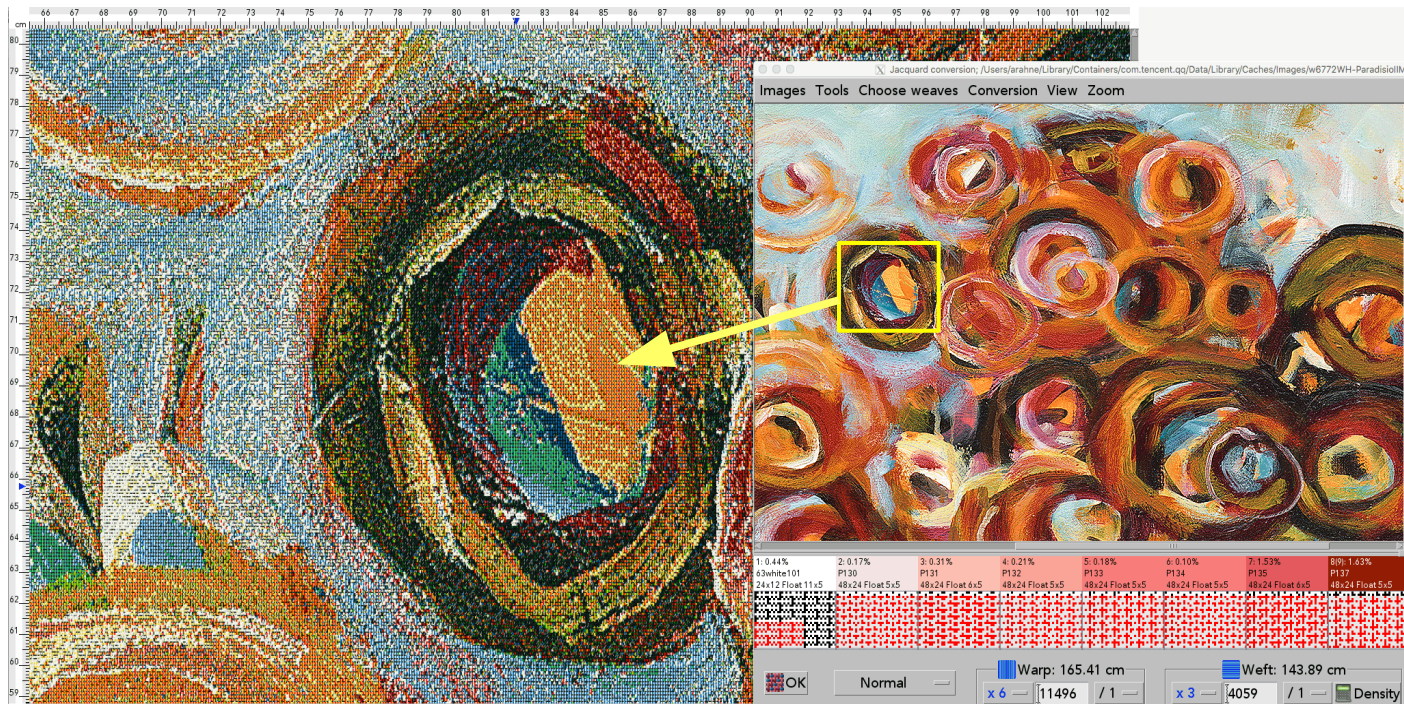 66 67 68 69 70 71 72 73 74 75 76 77 78 79 80 81 82 83 84 85 86 87 88 89 90 91 92 93 94 95 96 97 98 99 100 101 102
cm
80
79
78
77
76
75
74
73
72
71
70
69
68
67
66
65
64
63
62
61
60
59
X Jacquard conversion; /Users/arahne/Library/Containers/com.tencent.qq/Data/Library/Caches/Images/w6772WH-ParadisioIIM
Images Tools Choose weaves Conversion View Zoom
1: 0.44% 2: 0.17% 3: 0.31% 4: 0.21% 5: 0.18% 6: 0.10% 7: 1.53% 8(9): 1.63%
63white101 P130 P131 P132 P133 P134 P135 P137
24x12 Float 11x5 48x24 Float 5x5 48x24 Float 6x5 48x24 Float 5x5 48x24 Float 5x5 48x24 Float 5x5 48x24 Float 6x5 48x24 Float 5x5
OK Normal Warp: 165.41 cm Weft: 143.89 cm
x 6 11496 / 1 x 3 4059 / 1 Density